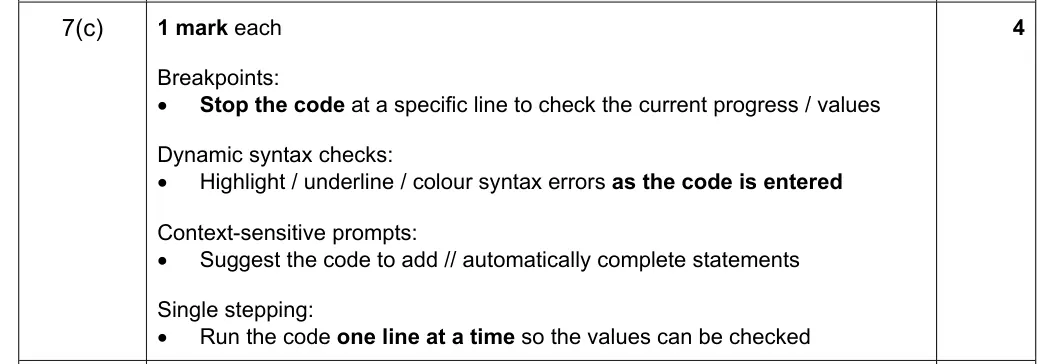 7(c) 1 mark each 4
Breakpoints:
• Stop the code at a specific line to check the current progress / values
Dynamic syntax checks:
• Highlight / underline / colour syntax errors as the code is entered
Context-sensitive prompts:
• Suggest the code to add // automatically complete statements
Single stepping:
• Run the code one line at a time so the values can be checked